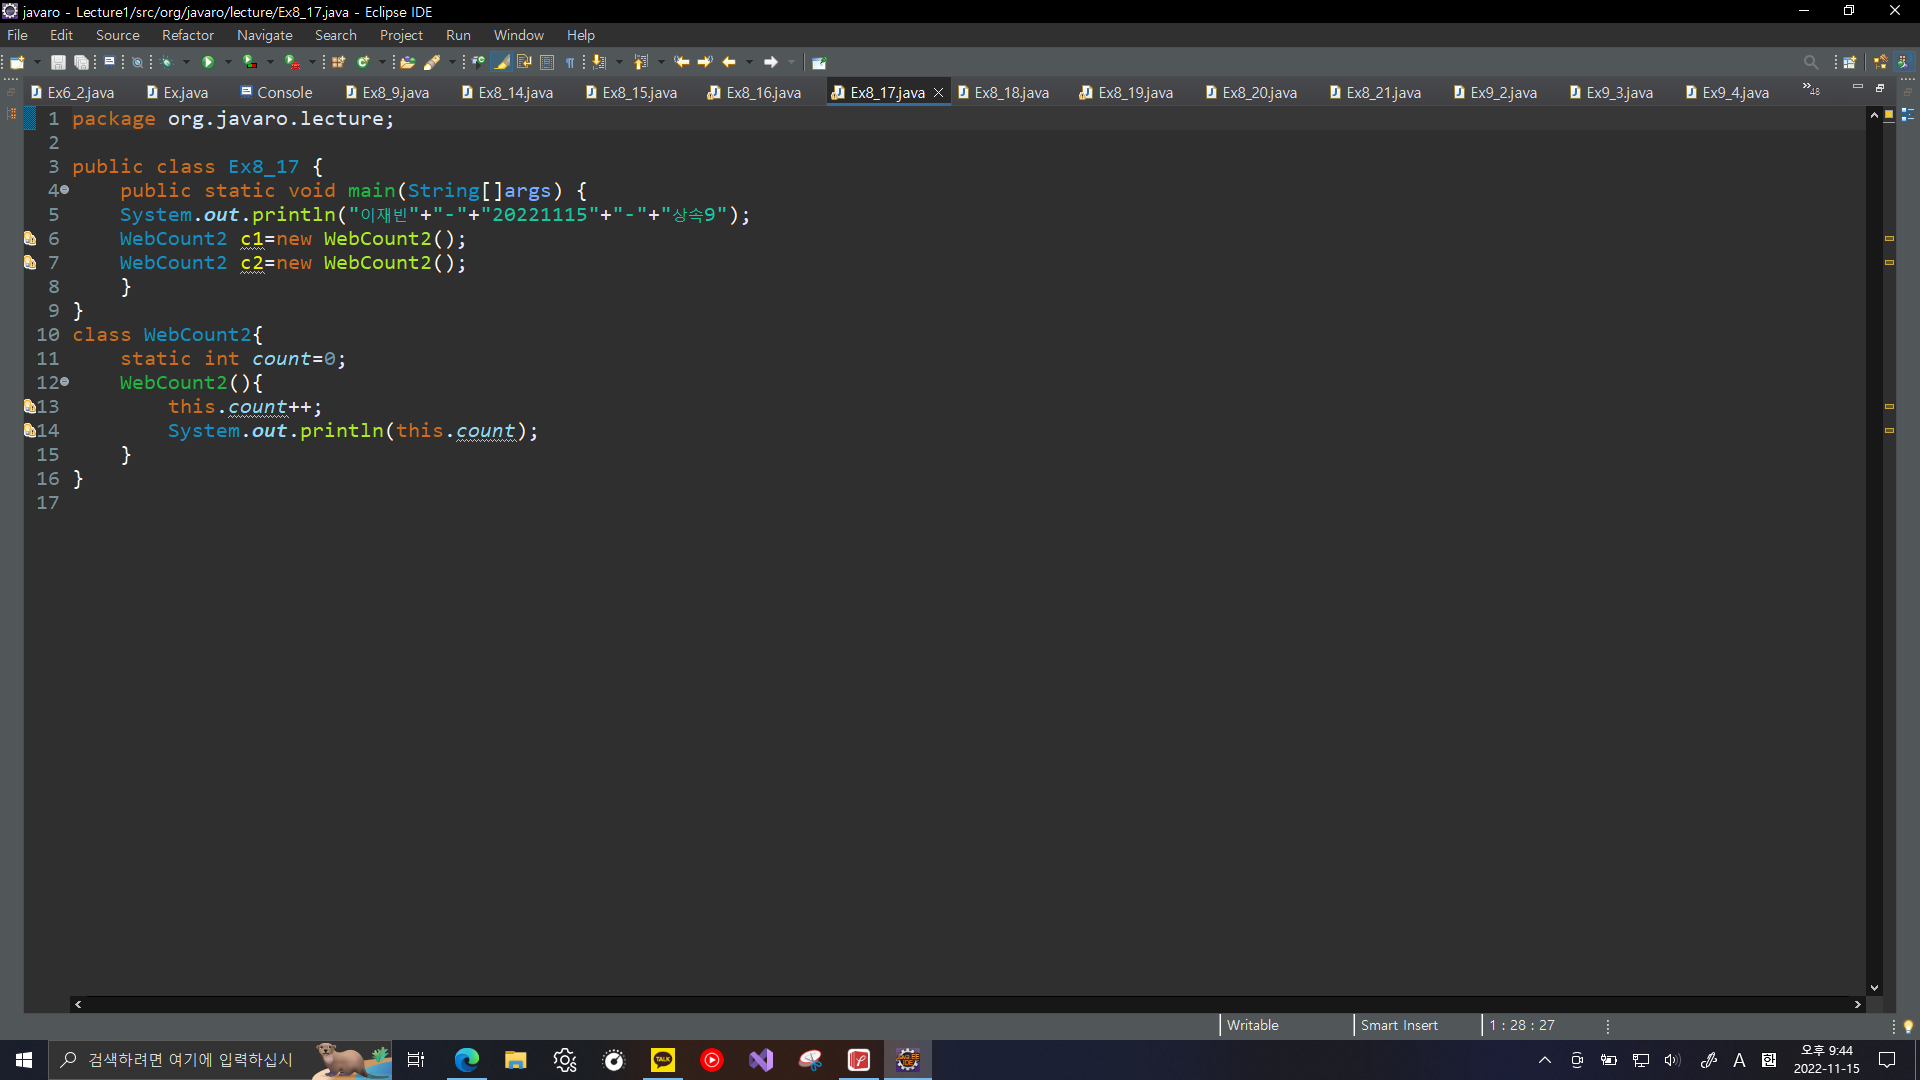 javaro - Lecture1/src/org/javaro/lecture/Ex8_17.java - Eclipse IDE
File Edit Source Refactor Navigate Search Project Run Window Help
Ex6_2.java Ex.java Console Ex8_9.java Ex8_14.java Ex8_15.java Ex8_16.java Ex8_17.java Ex8_18.java Ex8_19.java Ex8_20.java Ex8_21.java Ex9_2.java Ex9_3.java Ex9_4.java »48
1 package org.javaro.lecture;
2
3 public class Ex8_17 {
4 public static void main(String[]args) {
5 System.out.println("이재빈"+"-"+"20221115"+"-"+"상속9");
6 WebCount2 c1=new WebCount2();
7 WebCount2 c2=new WebCount2();
8 }
9 }
10 class WebCount2{
11 static int count=0;
12 WebCount2(){
13 this.count++;
14 System.out.println(this.count);
15 }
16 }
17
Writable Smart Insert 1 : 28 : 27
검색하려면 여기에 입력하십시 TALK A 오후 9:44
2022-11-15